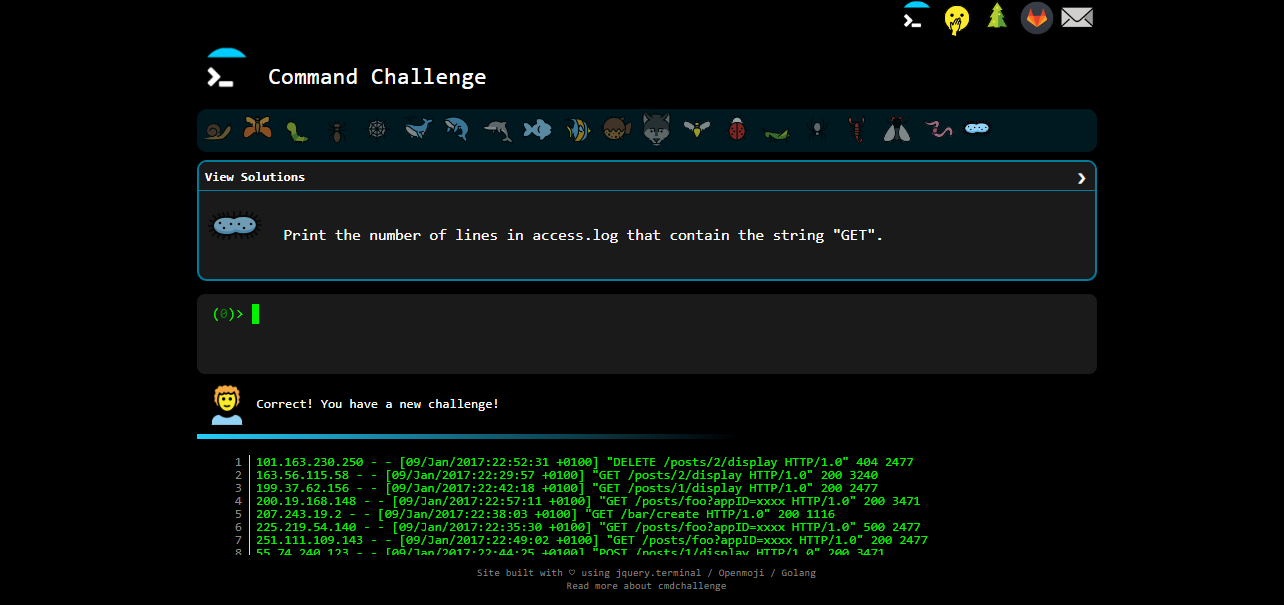 Command Challenge
View Solutions
Print the number of lines in access.log that contain the string "GET".
(0)>
Correct! You have a new challenge!
1 101.163.230.250 - - [09/Jan/2017:22:52:31 +0100] "DELETE /posts/2/display HTTP/1.0" 404 2477
2 163.56.115.58 - - [09/Jan/2017:22:29:57 +0100] "GET /posts/2/display HTTP/1.0" 200 3240
3 199.37.62.156 - - [09/Jan/2017:22:42:18 +0100] "GET /posts/1/display HTTP/1.0" 200 2477
4 200.19.168.148 - - [09/Jan/2017:22:57:11 +0100] "GET /posts/foo?appID=xxxx HTTP/1.0" 200 3471
5 207.243.19.2 - - [09/Jan/2017:22:38:03 +0100] "GET /bar/create HTTP/1.0" 200 1116
6 225.219.54.140 - - [09/Jan/2017:22:35:30 +0100] "GET /posts/foo?appID=xxxx HTTP/1.0" 500 2477
7 251.111.109.143 - - [09/Jan/2017:22:49:02 +0100] "GET /posts/foo?appID=xxxx HTTP/1.0" 200 2477
8 55.74.240.123 - - [09/Jan/2017:22:44:25 +0100] "POST /posts/1/display HTTP/1.0" 200 3471
Site built with ♡ using jquery.terminal / Openmoji / Golang
Read more about cmdchallenge